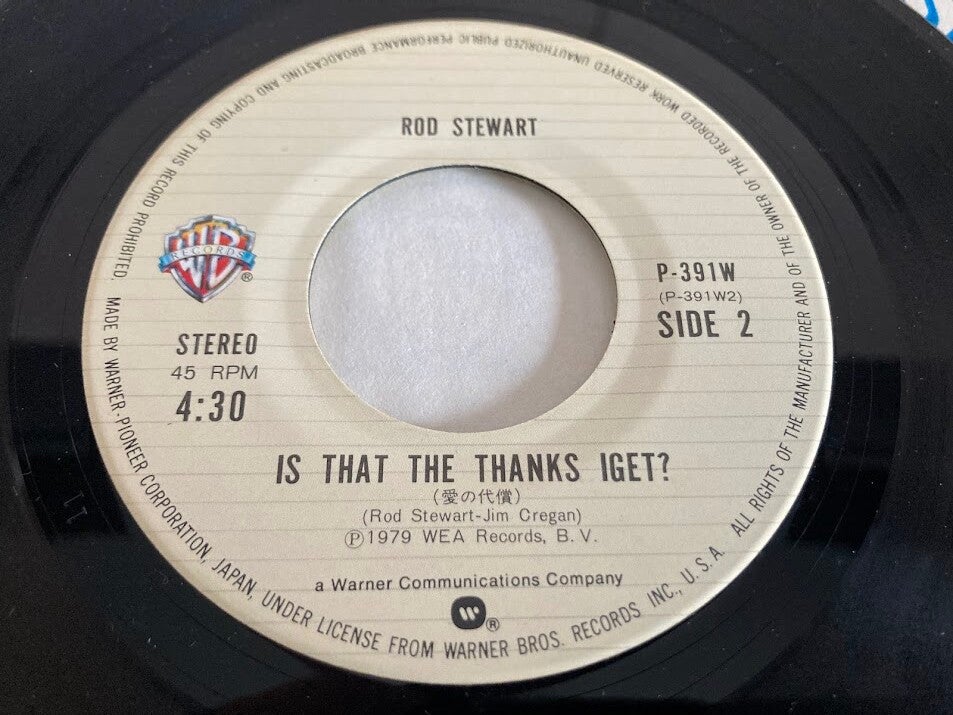 ROD STEWART
WB
RECORDS
®
STEREO
45 RPM
4:30
P-391W
(P-391W2)
SIDE 2
IS THAT THE THANKS IGET?
(愛の代償)
(Rod Stewart-Jim Cregan)
Ⓟ1979 WEA Records, B.V.
a Warner Communications Company
®
MADE BY WARNER-PIONEER CORPORATION, JAPAN, UNDER LICENSE FROM WARNER BROS. RECORDS INC., U.S.A.
ALL RIGHTS OF THE MANUFACTURER AND OF THE OWNER OF THE RECORDED WORK RESERVED UNAUTHORIZED PUBLIC PERFORMANCE BROADCASTING AND COPYING OF THIS RECORD PROHIBITED.